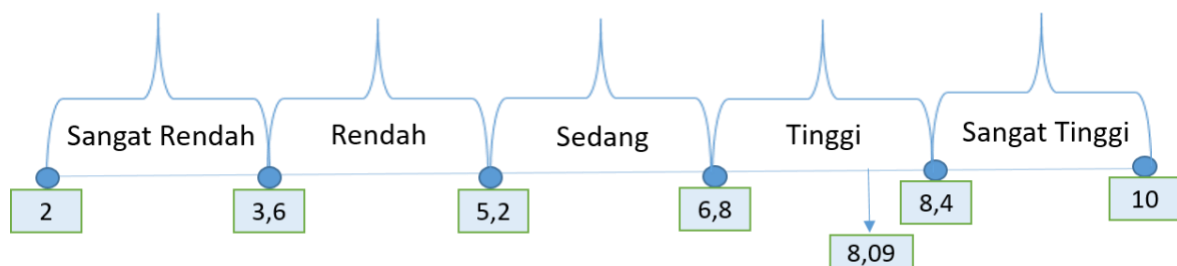 Sangat Rendah
Rendah
Sedang
Tinggi
Sangat Tinggi
2
3,6
5,2
6,8
8,4
10
8,09